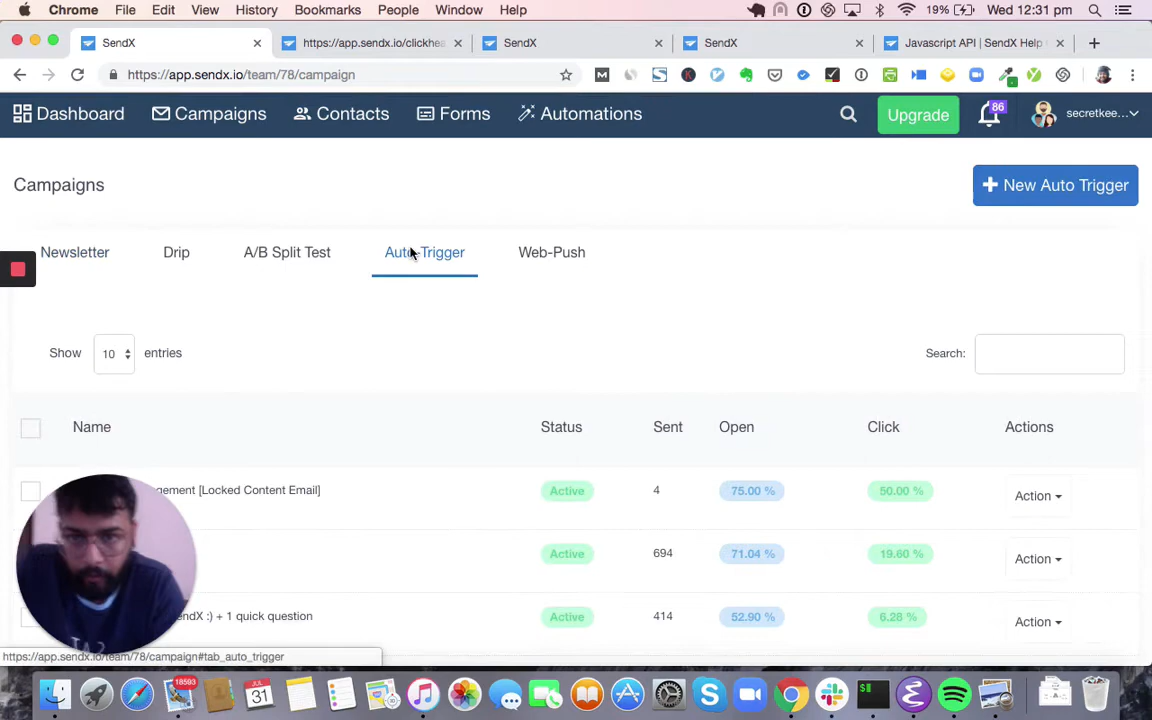 Chrome File Edit View History Bookmarks People Window Help 19% Wed 12:31 pm
SendX https://app.sendx.io/clickhea SendX SendX Javascript API | SendX Help
https://app.sendx.io/team/78/campaign
Dashboard Campaigns Contacts Forms Automations Upgrade 86 secretkee...
Campaigns
New Auto Trigger
Newsletter Drip A/B Split Test Auto-Trigger Web-Push
Show 10 entries Search:
Name Status Sent Open Click Actions
gement [Locked Content Email] Active 4 75.00 % 50.00 % Action
Active 694 71.04 % 19.60 % Action
endX :) + 1 quick question Active 414 52.90 % 6.28 % Action
https://app.sendx.io/team/78/campaign#tab_auto_trigger
18593
JUL
31